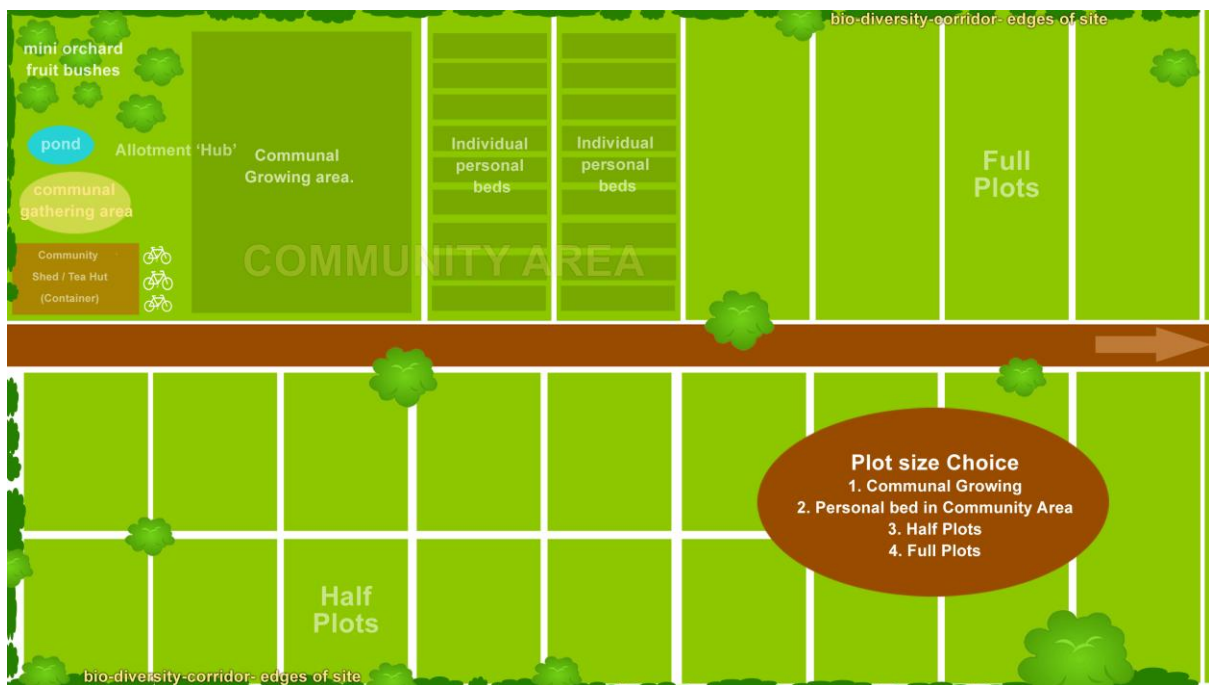 bio-diversity-corridor- edges of site
mini orchard
fruit bushes
pond
Allotment 'Hub'
communal
gathering area
Community
Shed / Tea Hut
(Container)
Communal
Growing area.
Individual
personal
beds
Individual
personal
beds
COMMUNITY AREA
Full
Plots
Plot size Choice
1. Communal Growing
2. Personal bed in Community Area
3. Half Plots
4. Full Plots
Half
Plots
bio-diversity-corridor- edges of site